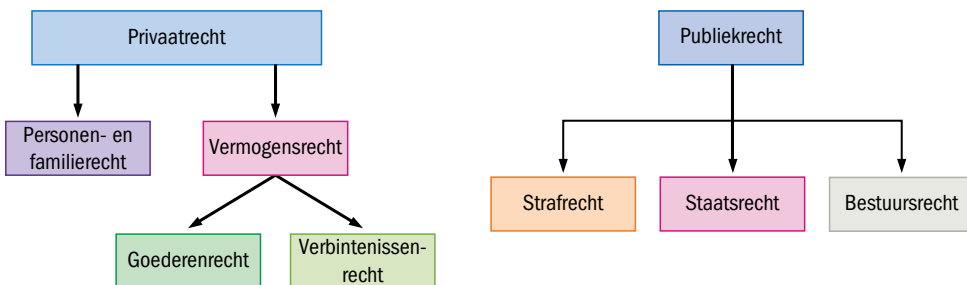 Privaatrecht
Publiekrecht
Personen- en
familierecht
Vermogensrecht
Strafrecht
Staatsrecht
Bestuursrecht
Goederenrecht
Verbintenissen-
recht